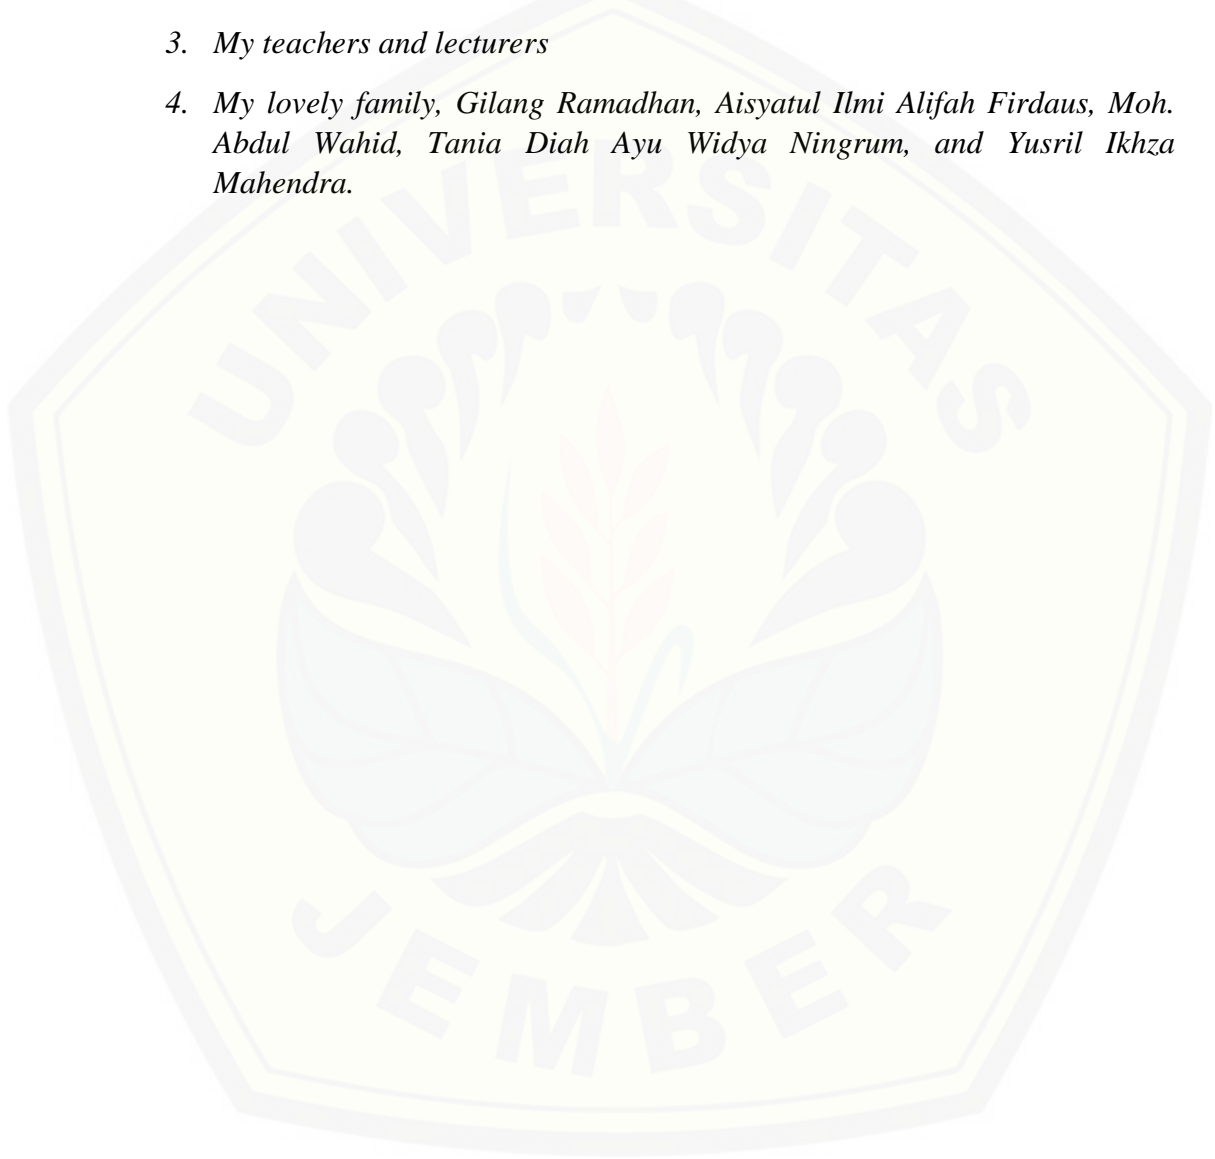 3. My teachers and lecturers
4. My lovely family, Gilang Ramadhan, Aisyatul Ilmi Alifah Firdaus, Moh.
Abdul Wahid, Tania Diah Ayu Widya Ningrum, and Yusril Ikhza
Mahendra.
UNIVERSITAS
JEMBER